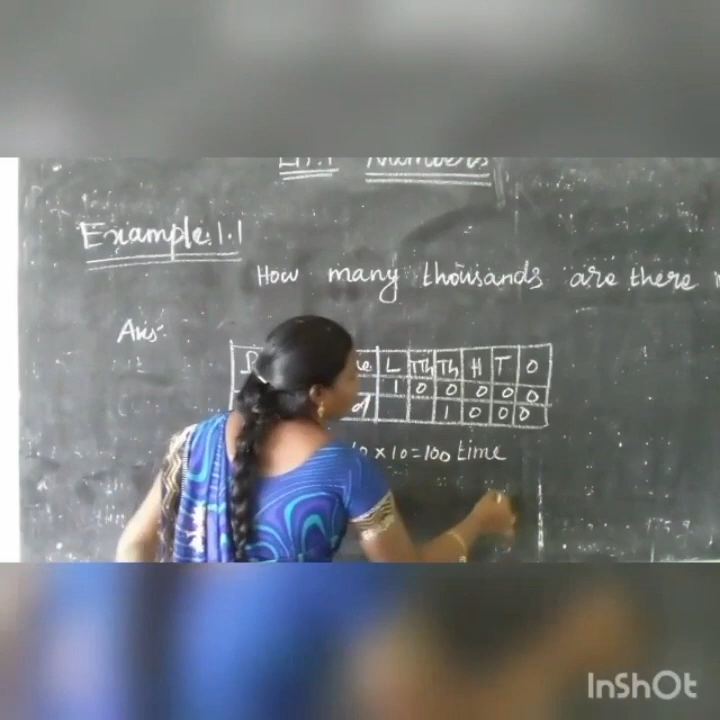 Numbers
Example:1.1
How many thousands are there
Ans:
L TTh Th H T O
1 0 0 0 0 0
1 0 0 0
10 × 10 = 100 time
InShOt